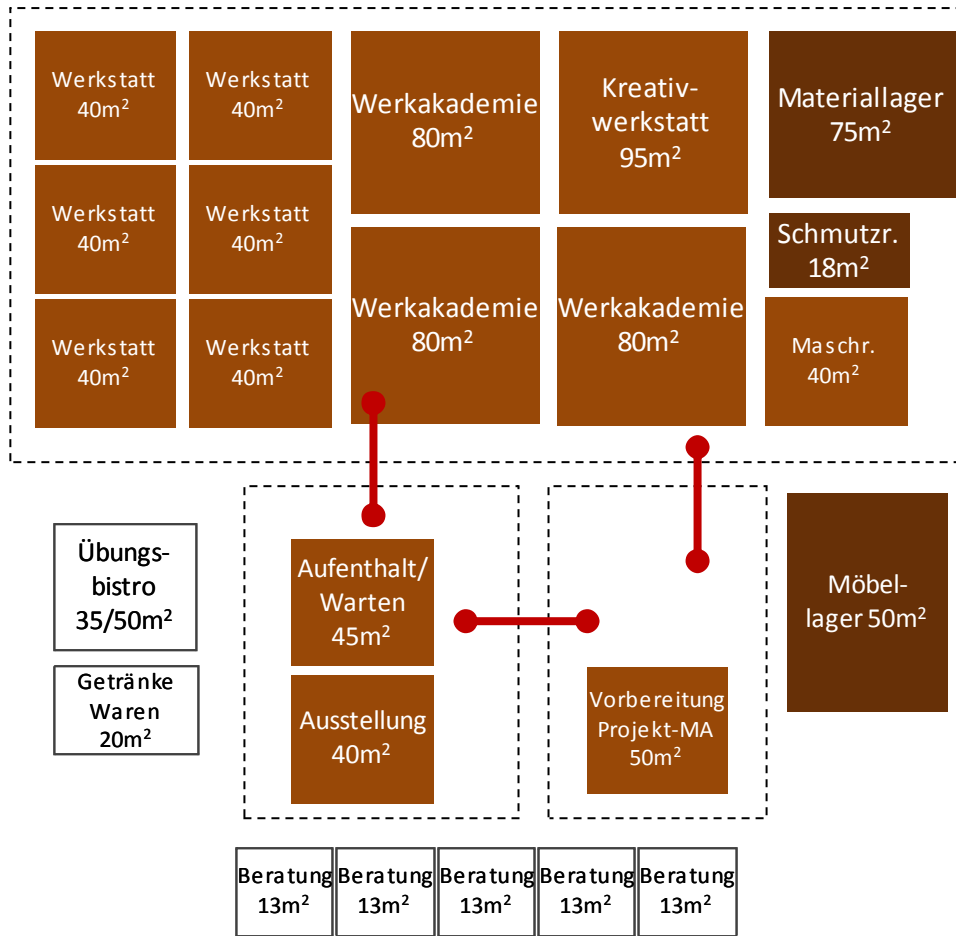 Werkstatt
40m²
Werkstatt
40m²
Werkakademie
80m²
Kreativ-
werkstatt
95m²
Materiallager
75m²
Werkstatt
40m²
Werkstatt
40m²
Schmutzr.
18m²
Werkstatt
40m²
Werkstatt
40m²
Werkakademie
80m²
Werkakademie
80m²
Maschr.
40m²
Übungs-
bistro
35/50m²
Aufenthalt/
Warten
45m²
Möbel-
lager 50m²
Getränke
Waren
20m²
Ausstellung
40m²
Vorbereitung
Projekt-MA
50m²
Beratung
13m²
Beratung
13m²
Beratung
13m²
Beratung
13m²
Beratung
13m²